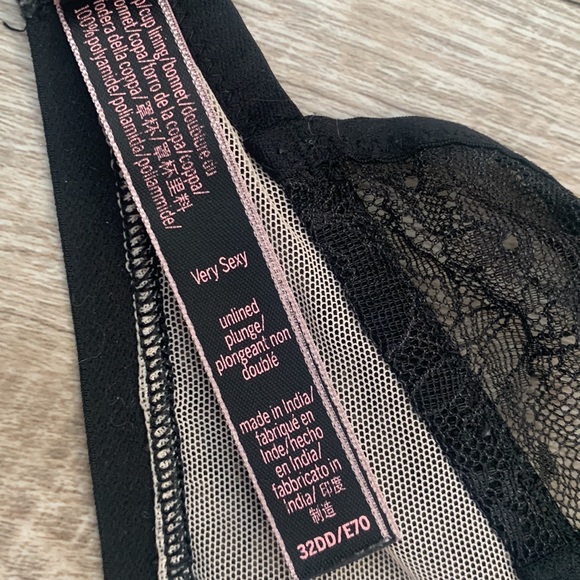 cup lining/bonnet/doublure du
bonnet/copa/forro de la copa/coppa/
fodera della coppa/罩杯/罩杯里料
100% polyamide/poliamida/poliammide/
Very Sexy
unlined
plunge/
plongeant non
doublé
made in India/
fabriqué en
Inde/hecho
en India/
fabbricato in
india/ 印度
制造
32DD/E70